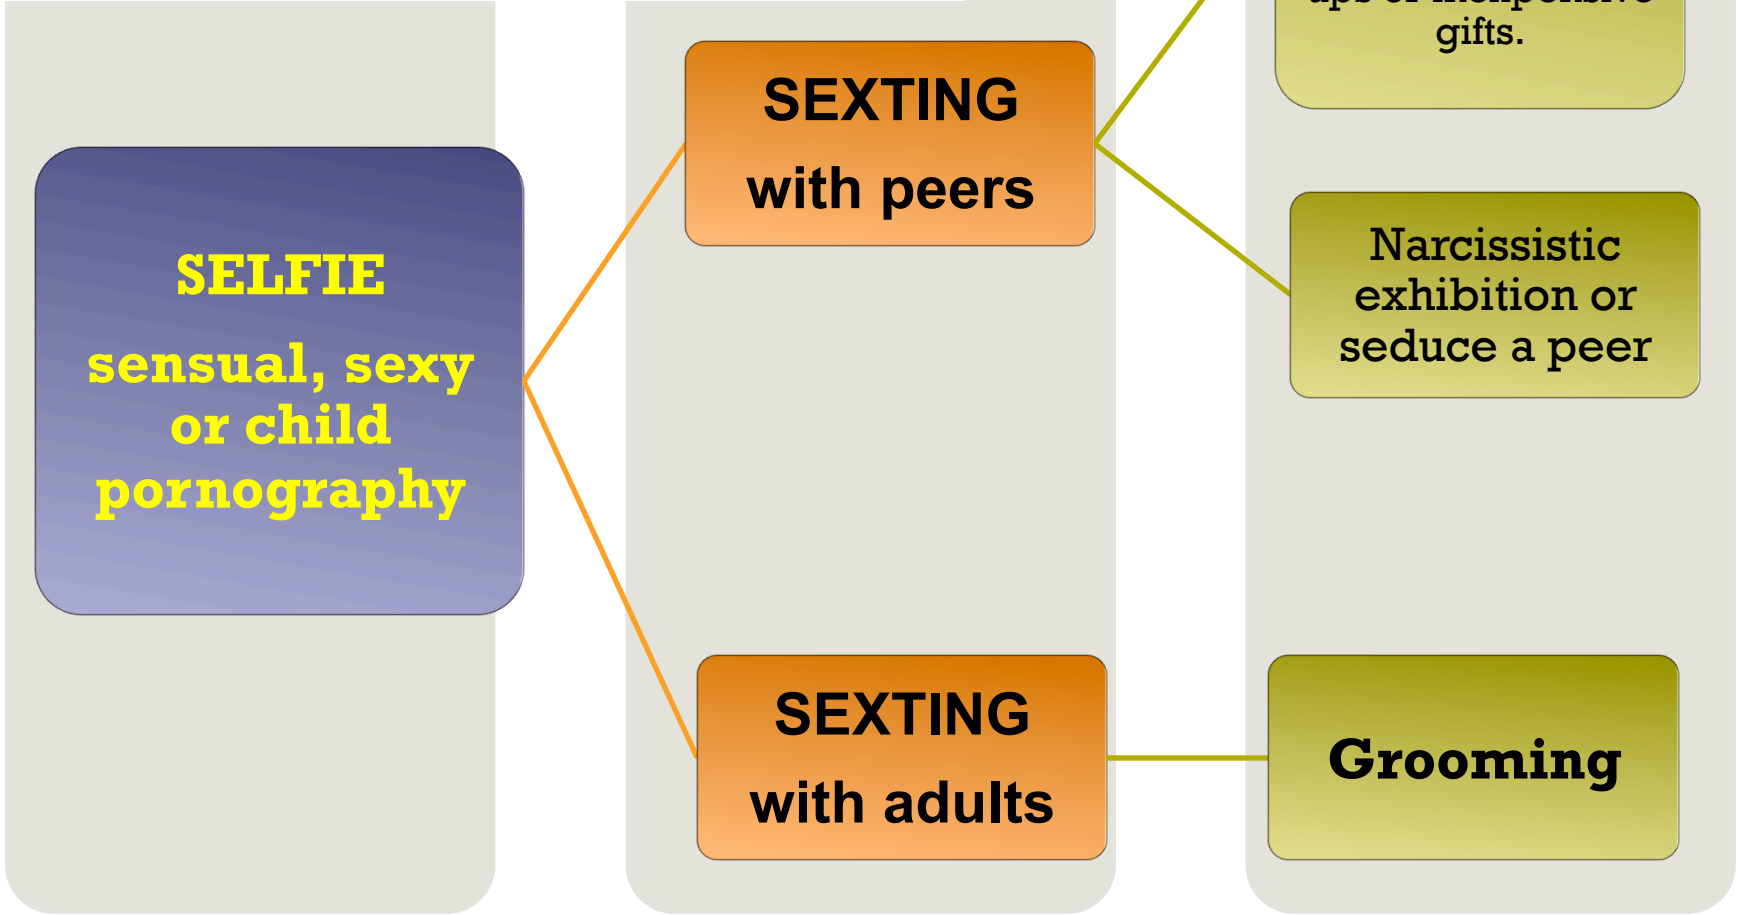 gifts.
SEXTING
with peers
SELFIE
sensual, sexy
or child
pornography
Narcissistic
exhibition or
seduce a peer
SEXTING
with adults
Grooming